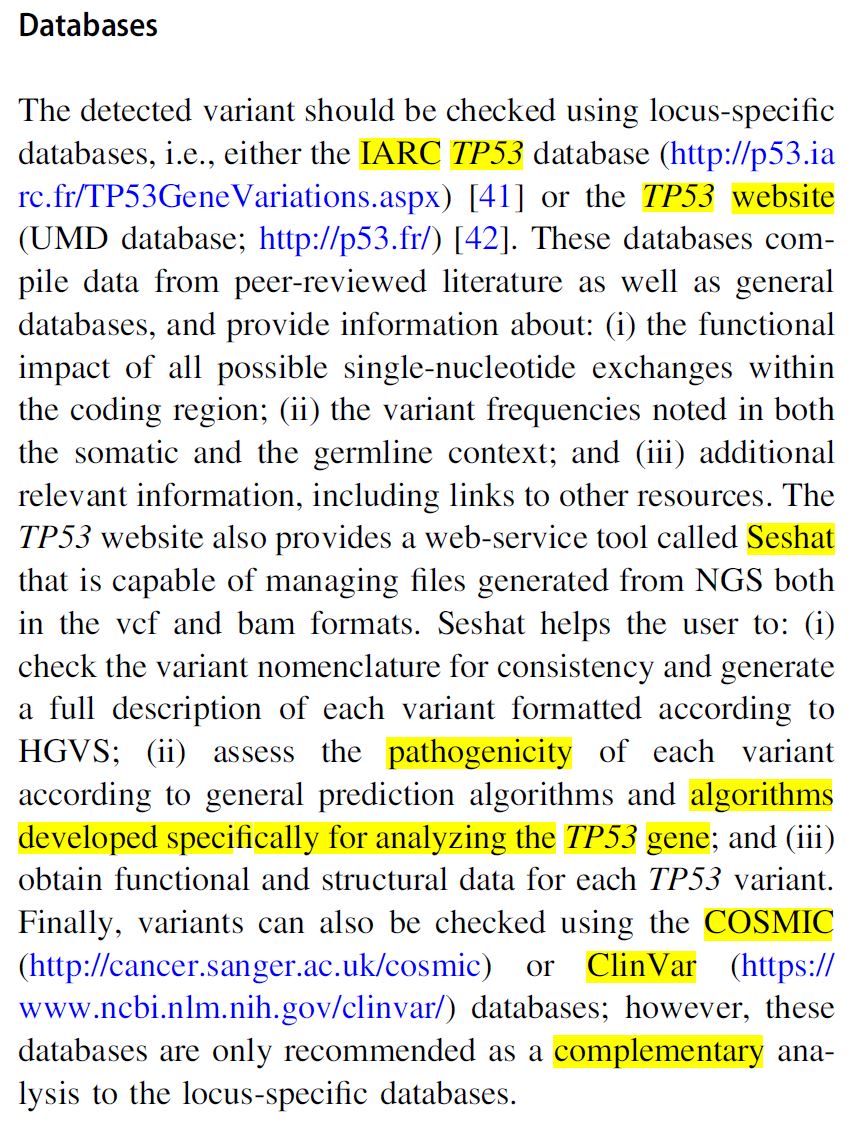 Databases
The detected variant should be checked using locus-specific
databases, i.e., either the IARC TP53 database (http://p53.ia
rc.fr/TP53GeneVariations.aspx) [41] or the TP53 website
(UMD database; http://p53.fr/) [42]. These databases com-
pile data from peer-reviewed literature as well as general
databases, and provide information about: (i) the functional
impact of all possible single-nucleotide exchanges within
the coding region; (ii) the variant frequencies noted in both
the somatic and the germline context; and (iii) additional
relevant information, including links to other resources. The
TP53 website also provides a web-service tool called Seshat
that is capable of managing files generated from NGS both
in the vcf and bam formats. Seshat helps the user to: (i)
check the variant nomenclature for consistency and generate
a full description of each variant formatted according to
HGVS; (ii) assess the pathogenicity of each variant
according to general prediction algorithms and algorithms
developed specifically for analyzing the TP53 gene; and (iii)
obtain functional and structural data for each TP53 variant.
Finally, variants can also be checked using the COSMIC
(http://cancer.sanger.ac.uk/cosmic) or ClinVar (https://
www.ncbi.nlm.nih.gov/clinvar/) databases; however, these
databases are only recommended as a complementary ana-
lysis to the locus-specific databases.